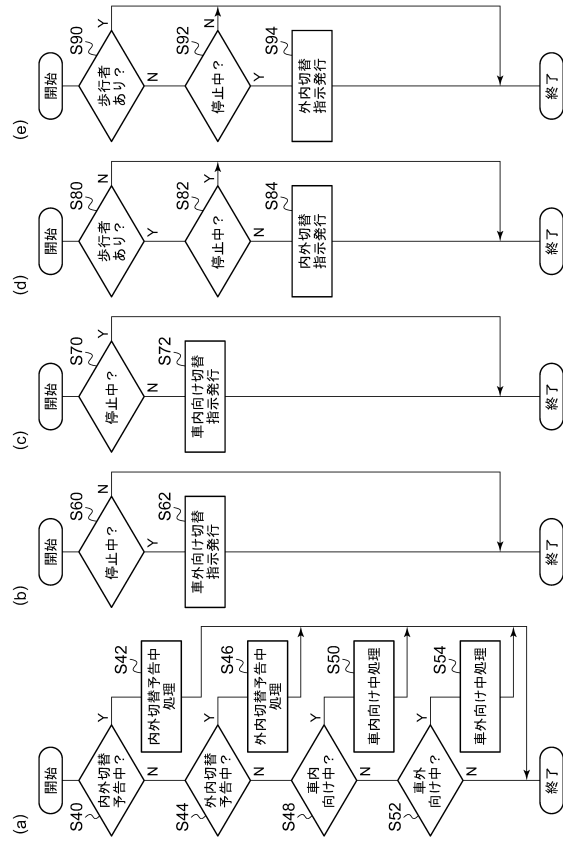 (a)
開始
S40
内外切替
予告中？
Y
S42
内外切替予告中
処理
N
S44
外内切替
予告中？
Y
S46
外内切替予告中
処理
N
S48
車内
向け中？
Y
S50
車内向け中処理
N
S52
車外
向け中？
Y
S54
車外向け中処理
N
終了
(b)
開始
S60
停止中？
N
Y
S62
車外向け切替
指示発行
終了
(c)
開始
S70
停止中？
Y
N
S72
車内向け切替
指示発行
終了
(d)
開始
S80
歩行者
あり？
N
Y
S82
停止中？
Y
N
S84
内外切替
指示発行
終了
(e)
開始
S90
歩行者
あり？
Y
N
S92
停止中？
N
Y
S94
外内切替
指示発行
終了